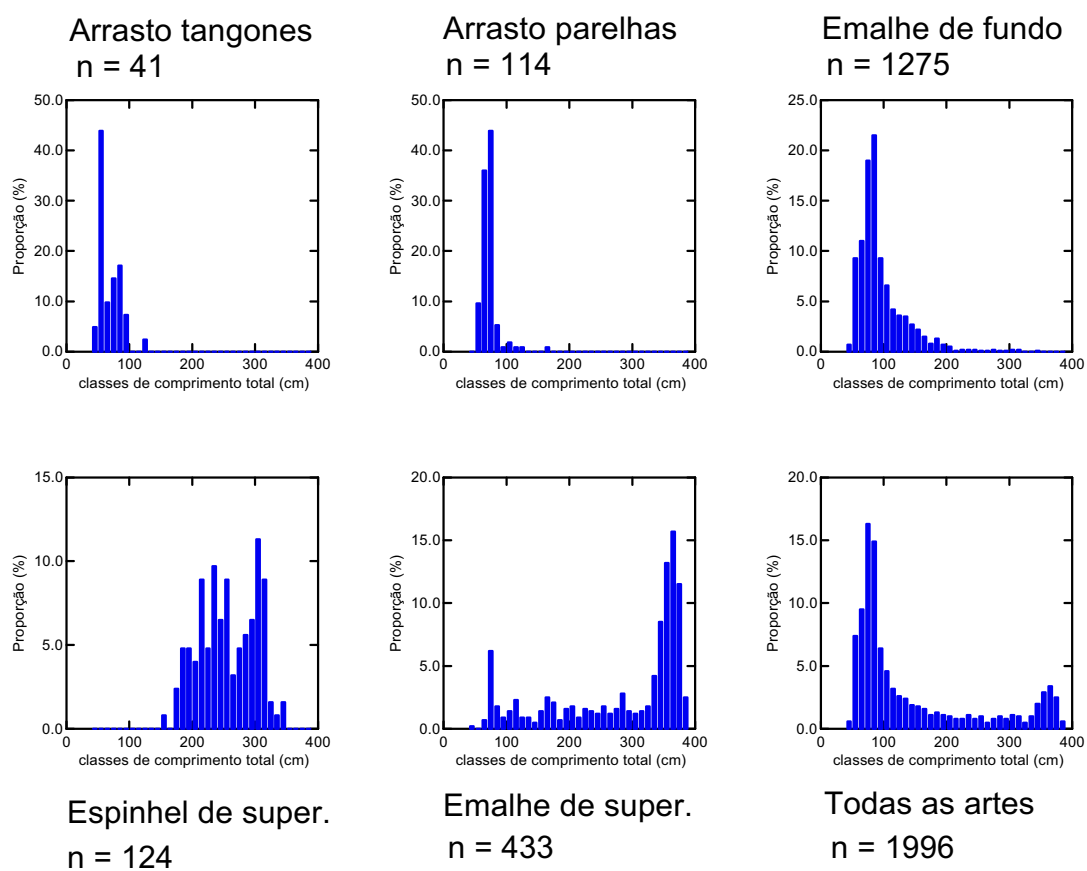 Arrasto tangones
n = 41
50.0
40.0
30.0
20.0
10.0
0.0
Proporção (%)
0 100 200 300 400
classes de comprimento total (cm)
Arrasto parelhas
n = 114
50.0
40.0
30.0
20.0
10.0
0.0
Proporção (%)
0 100 200 300 400
classes de comprimento total (cm)
Emalhe de fundo
n = 1275
25.0
20.0
15.0
10.0
5.0
0.0
Proporção (%)
0 100 200 300 400
classes de comprimento total (cm)
15.0
10.0
5.0
0.0
Proporção (%)
0 100 200 300 400
classes de comprimento total (cm)
Espinhel de super.
n = 124
20.0
15.0
10.0
5.0
0.0
Proporção (%)
0 100 200 300 400
classes de comprimento total (cm)
Emalhe de super.
n = 433
20.0
15.0
10.0
5.0
0.0
Proporção (%)
0 100 200 300 400
classes de comprimento total (cm)
Todas as artes
n = 1996